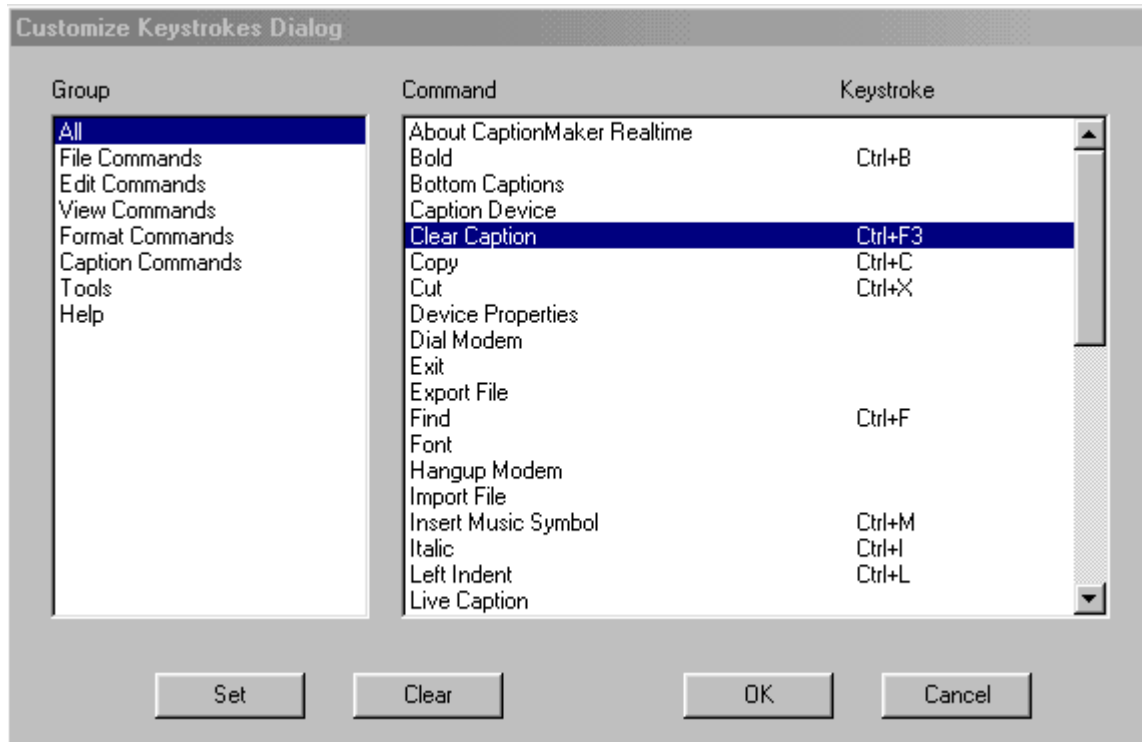 Customize Keystrokes Dialog
Group
All
File Commands
Edit Commands
View Commands
Format Commands
Caption Commands
Tools
Help
Command Keystroke
About CaptionMaker Realtime
Bold Ctrl+B
Bottom Captions
Caption Device
Clear Caption Ctrl+F3
Copy Ctrl+C
Cut Ctrl+X
Device Properties
Dial Modem
Exit
Export File
Find Ctrl+F
Font
Hangup Modem
Import File
Insert Music Symbol Ctrl+M
Italic Ctrl+I
Left Indent Ctrl+L
Live Caption
Set Clear OK Cancel